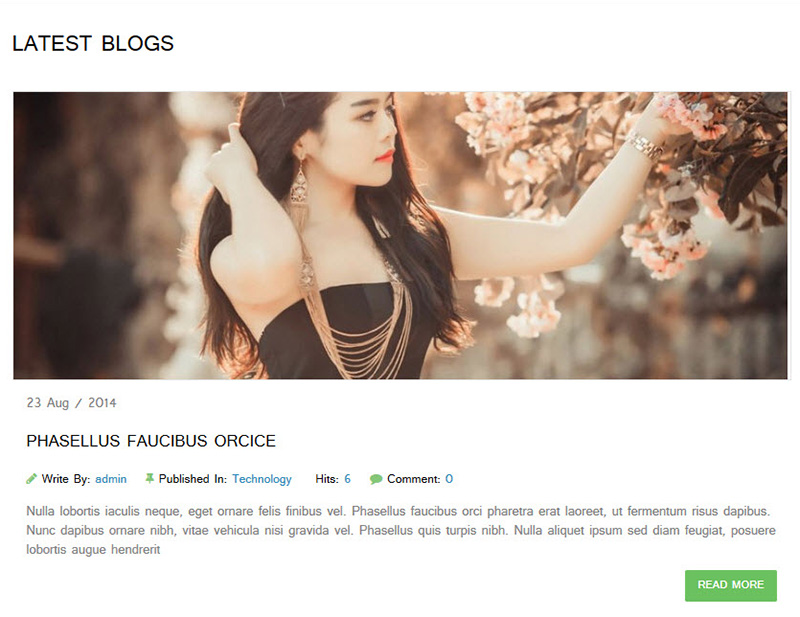 LATEST BLOGS
23 Aug / 2014
PHASELLUS FAUCIBUS ORCICE
Write By: admin Published In: Technology Hits: 6 Comment: 0
Nulla lobortis iaculis neque, eget ornare felis finibus vel. Phasellus faucibus orci pharetra erat laoreet, ut fermentum risus dapibus.
Nunc dapibus ornare nibh, vitae vehicula nisi gravida vel. Phasellus quis turpis nibh. Nulla aliquet ipsum sed diam feugiat, posuere
lobortis augue hendrerit
READ MORE